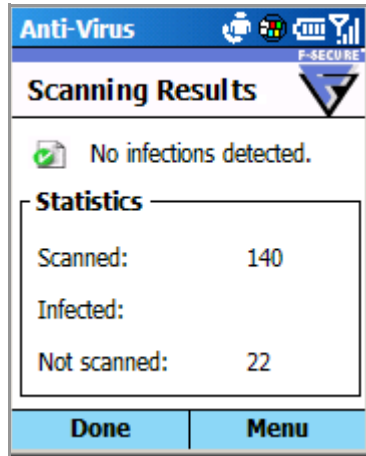 Anti-Virus
F-SECURE
Scanning Results
No infections detected.
Statistics
Scanned: 140
Infected:
Not scanned: 22
Done Menu